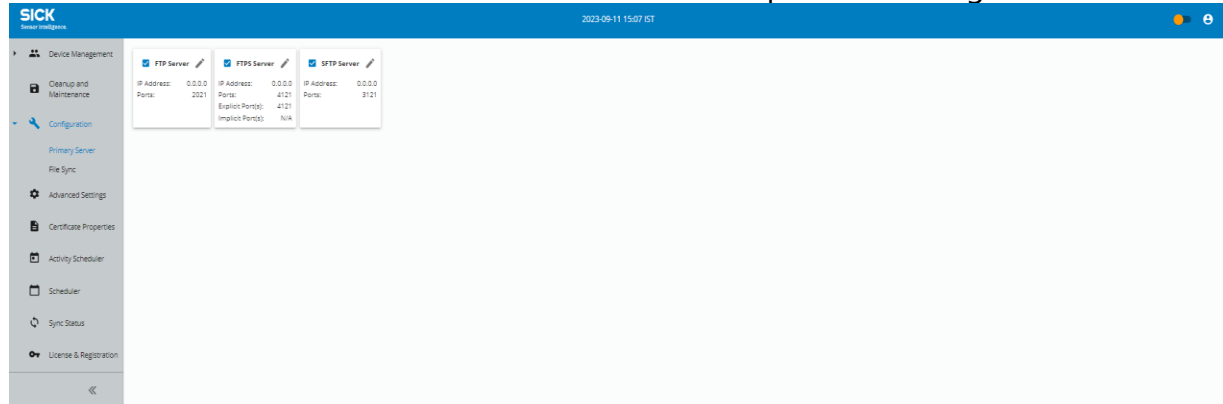 SICK
Sensor Intelligence.
2023-09-11 15:07 IST
Device Management
Cleanup and
Maintenance
Configuration
Primary Server
File Sync
Advanced Settings
Certificate Properties
Activity Scheduler
Scheduler
Sync Status
License & Registration
FTP Server
IP Address: 0.0.0.0
Ports: 2021
FTPS Server
IP Address: 0.0.0.0
Ports: 4121
Explicit Port(s): 4121
Implicit Port(s): N/A
SFTP Server
IP Address: 0.0.0.0
Ports: 3121